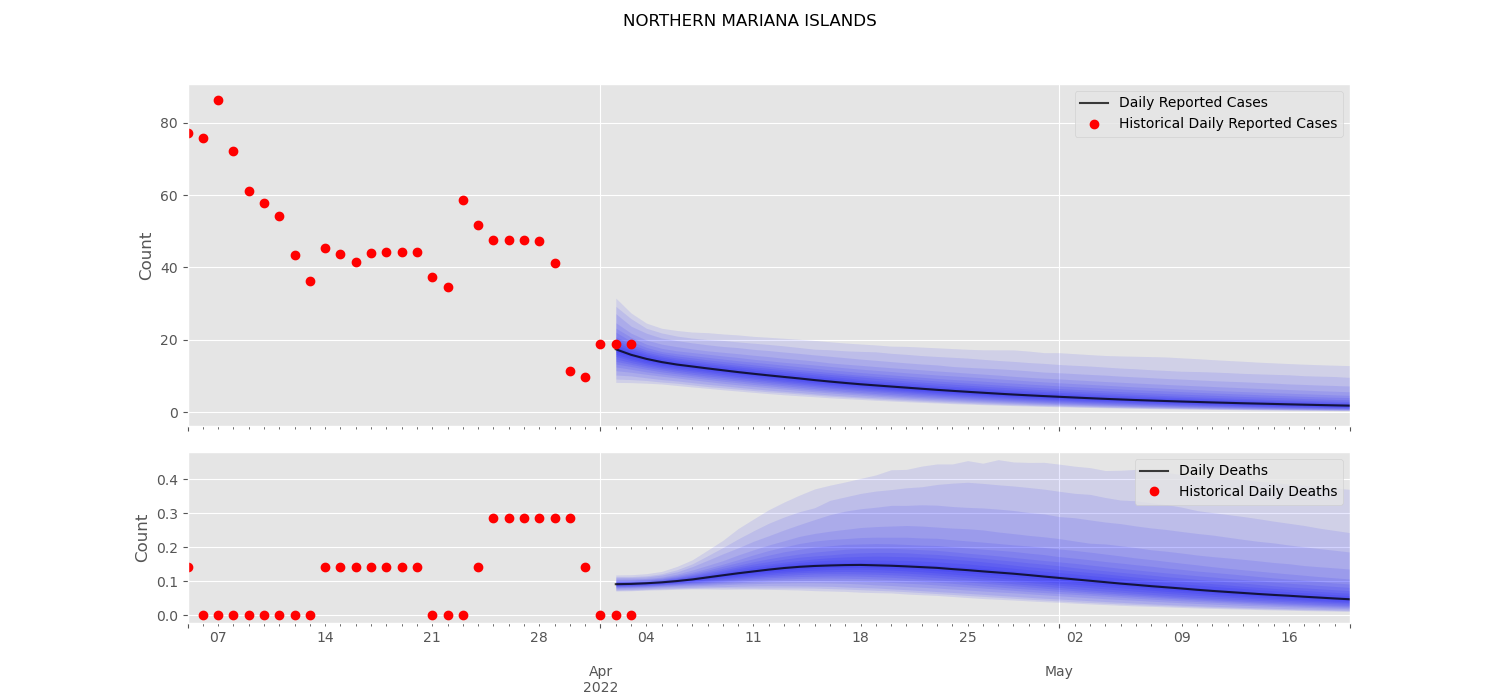 NORTHERN MARIANA ISLANDS
Daily Reported Cases
Historical Daily Reported Cases
Count
80
60
40
20
0
Daily Deaths
Historical Daily Deaths
Count
0.4
0.3
0.2
0.1
0.0
07 14 21 28 04 11 18 25 02 09 16
Apr May
2022